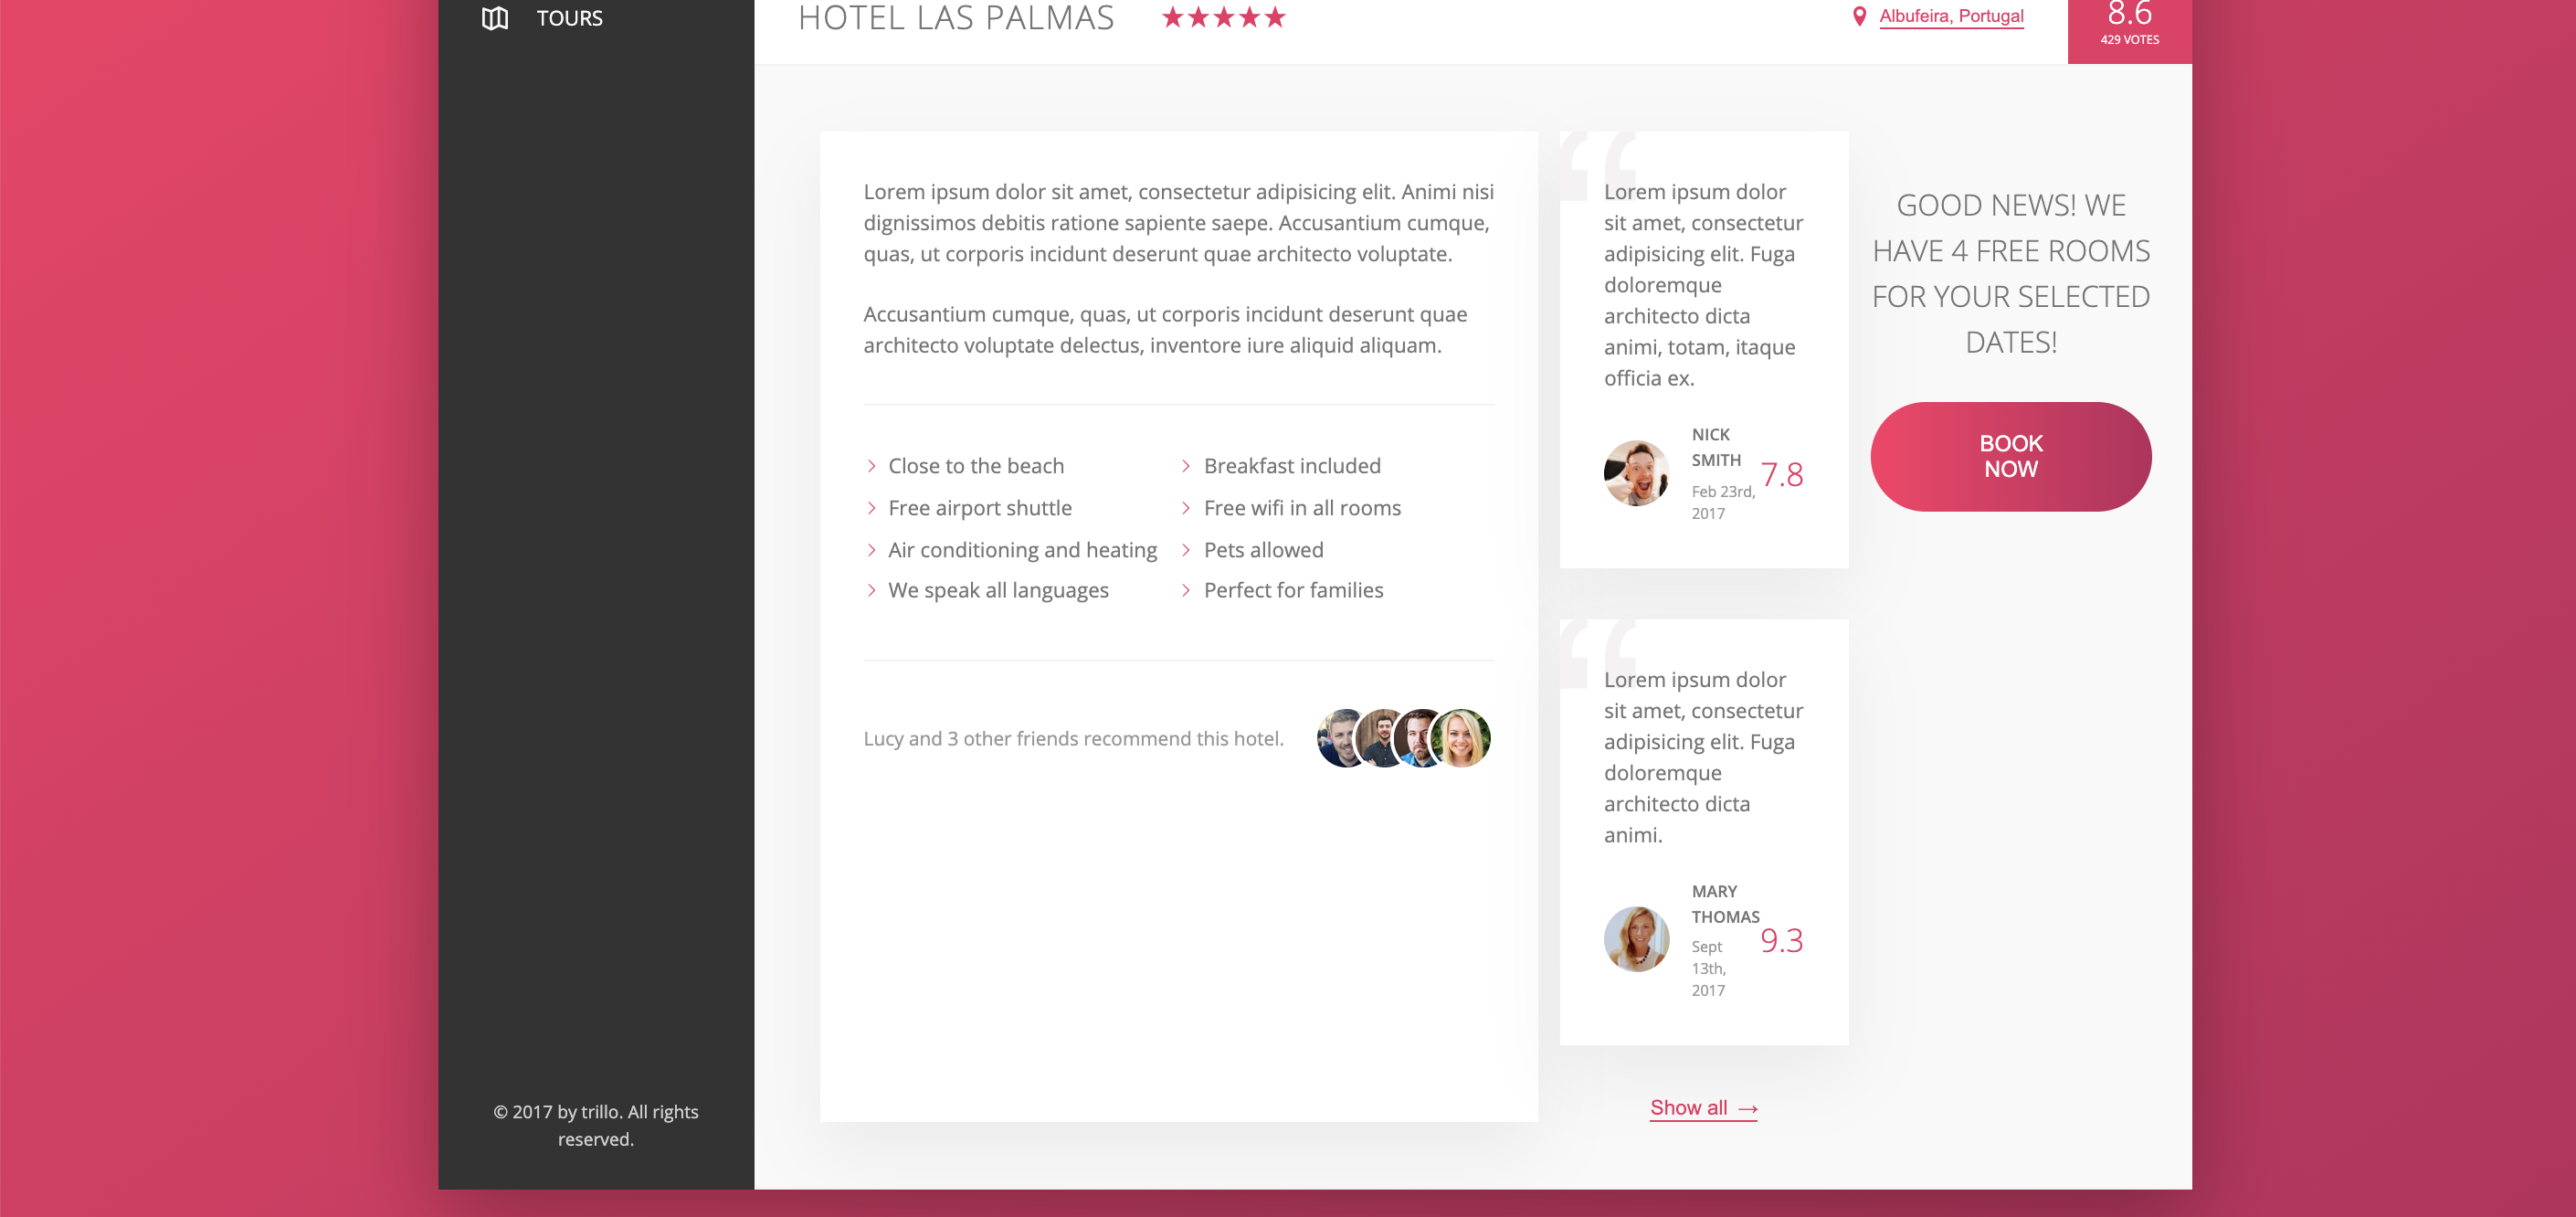 TOURS
HOTEL LAS PALMAS
Albufeira, Portugal
8.6
429 VOTES
Lorem ipsum dolor sit amet, consectetur adipisicing elit. Animi nisi
dignissimos debitis ratione sapiente saepe. Accusantium cumque,
quas, ut corporis incidunt deserunt quae architecto voluptate.
Accusantium cumque, quas, ut corporis incidunt deserunt quae
architecto voluptate delectus, inventore iure aliquid aliquam.
Close to the beach
Breakfast included
Free airport shuttle
Free wifi in all rooms
Air conditioning and heating
Pets allowed
We speak all languages
Perfect for families
Lucy and 3 other friends recommend this hotel.
“
Lorem ipsum dolor
sit amet, consectetur
adipisicing elit. Fuga
doloremque
architecto dicta
animi, totam, itaque
officia ex.
NICK
SMITH
Feb 23rd,
2017
7.8
“
Lorem ipsum dolor
sit amet, consectetur
adipisicing elit. Fuga
doloremque
architecto dicta
animi.
MARY
THOMAS
Sept
13th,
2017
9.3
Show all →
GOOD NEWS! WE
HAVE 4 FREE ROOMS
FOR YOUR SELECTED
DATES!
BOOK
NOW
© 2017 by trillo. All rights
reserved.